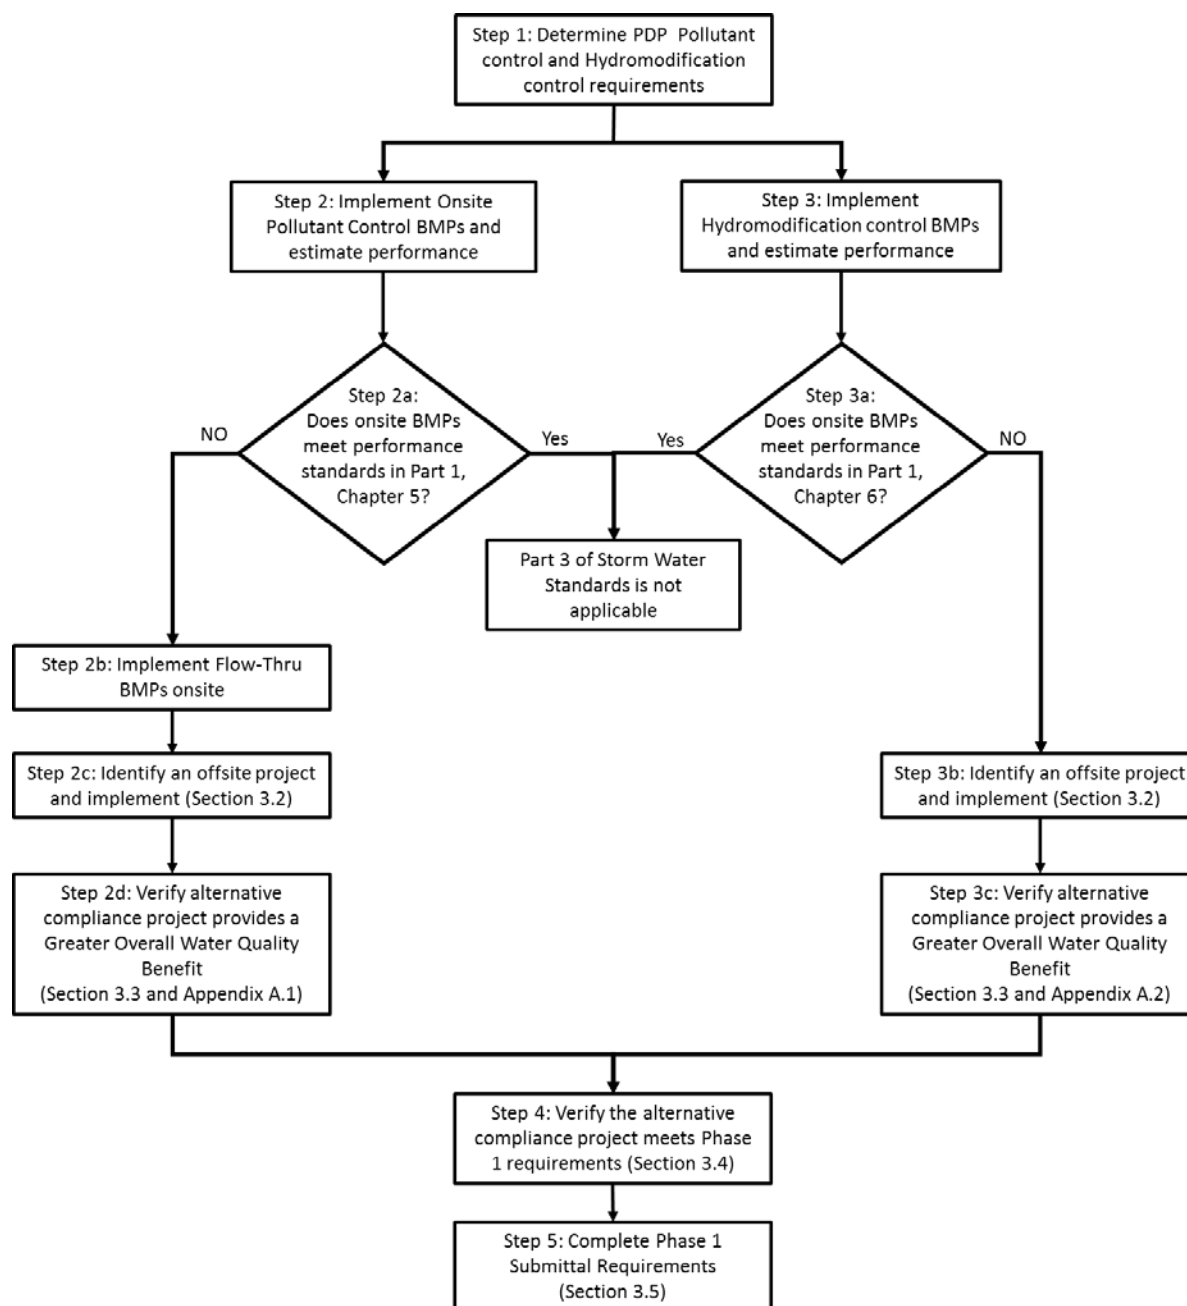 Step 1: Determine PDP Pollutant
control and Hydromodification
control requirements
Step 2: Implement Onsite
Pollutant Control BMPs and
estimate performance
Step 3: Implement
Hydromodification control BMPs
and estimate performance
Step 2a:
Does onsite BMPs
meet performance
standards in Part 1,
Chapter 5?
Step 3a:
Does onsite BMPs
meet performance
standards in Part 1,
Chapter 6?
NO
Yes
Yes
NO
Part 3 of Storm Water
Standards is not
applicable
Step 2b: Implement Flow-Thru
BMPs onsite
Step 2c: Identify an offsite project
and implement (Section 3.2)
Step 3b: Identify an offsite project
and implement (Section 3.2)
Step 2d: Verify alternative
compliance project provides a
Greater Overall Water Quality
Benefit
(Section 3.3 and Appendix A.1)
Step 3c: Verify alternative
compliance project provides a
Greater Overall Water Quality
Benefit
(Section 3.3 and Appendix A.2)
Step 4: Verify the alternative
compliance project meets Phase
1 requirements (Section 3.4)
Step 5: Complete Phase 1
Submittal Requirements
(Section 3.5)